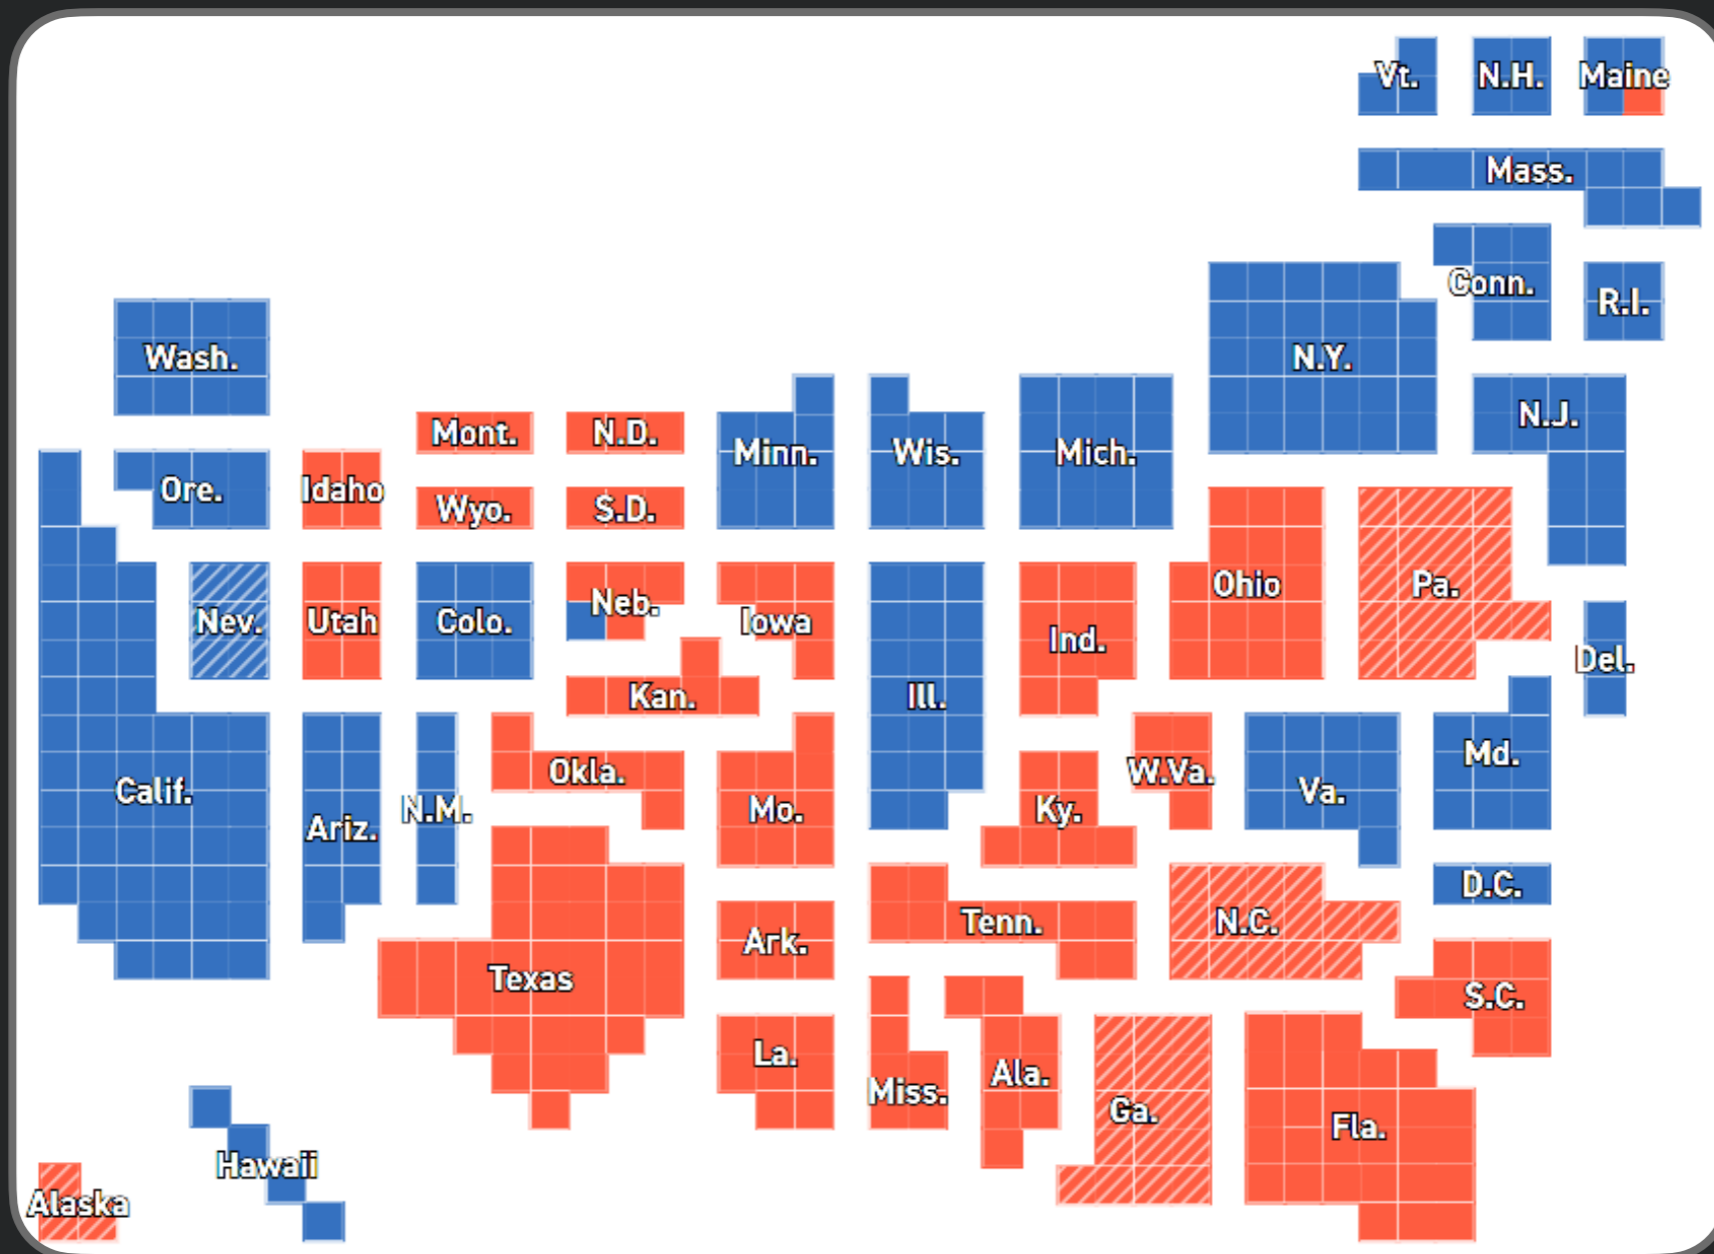 Vt.
N.H.
Maine
Mass.
Conn.
R.I.
Wash.
N.Y.
N.J.
Mont.
N.D.
Minn.
Wis.
Mich.
Ore.
Idaho
Wyo.
S.D.
Nev.
Utah
Colo.
Neb.
Iowa
Ind.
Ohio
Pa.
Del.
Kan.
Ill.
Calif.
Ariz.
N.M.
Okla.
Mo.
Ky.
W.Va.
Va.
Md.
D.C.
Texas
Ark.
Tenn.
N.C.
S.C.
La.
Miss.
Ala.
Ga.
Fla.
Hawaii
Alaska